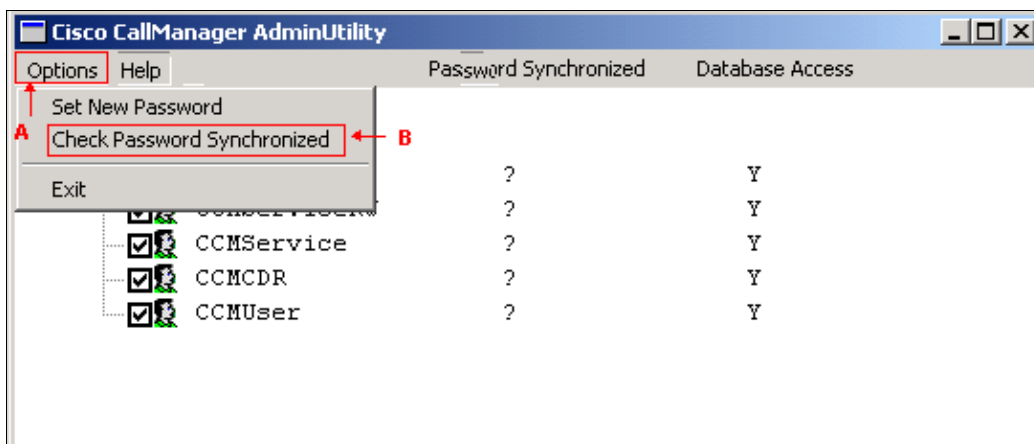 Cisco CallManager AdminUtility
Options Help Password Synchronized Database Access
Set New Password
A Check Password Synchronized B
? Y
Exit
? Y
CCMService ? Y
CCMCDR ? Y
CCMUser ? Y